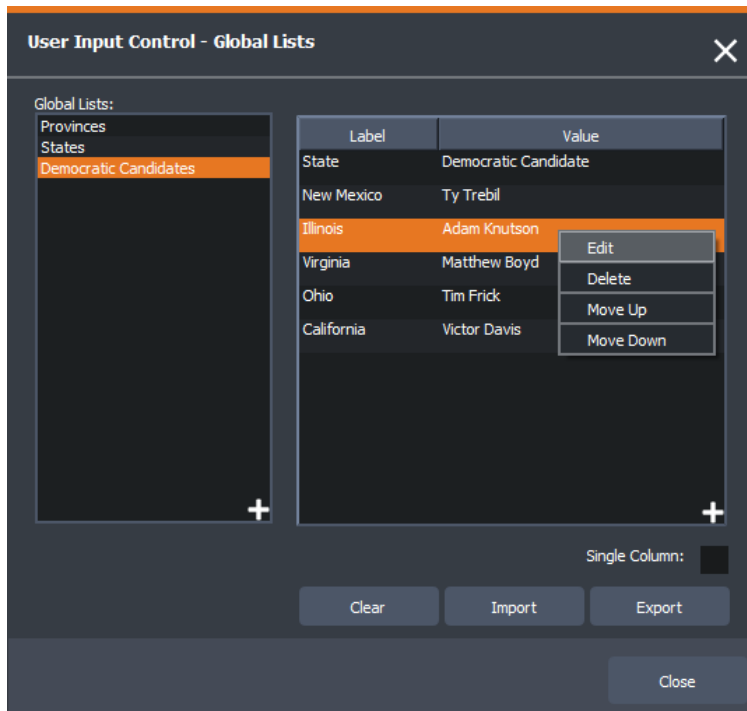 User Input Control - Global Lists
Global Lists:
Provinces
States
Democratic Candidates
Label Value
State Democratic Candidate
New Mexico Ty Trebil
Illinois Adam Knutson
Virginia Matthew Boyd
Ohio Tim Frick
California Victor Davis
Edit
Delete
Move Up
Move Down
Single Column:
Clear Import Export
Close